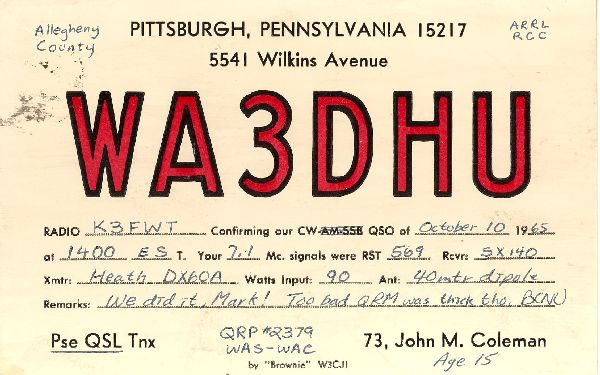 Allegheny County
PITTSBURGH, PENNSYLVANIA 15217
ARRL RCC
5541 Wilkins Avenue
WA3DHU
RADIO K3FWT Confirming our CW-AM-SSB QSO of October 10 1965
at 1400 ES T. Your 7.1 Mc. signals were RST 569 Rcvr: SX140
Xmtr: Heath DX60A Watts Input: 90 Ant: 40mtr dipole
Remarks: We did it, Mark! Too bad QRM was thick tho, BCNU
Pse QSL Tnx
QRP #2379
WAS-WAC
73, John M. Coleman
Age 15
by "Brownie" W3CJI